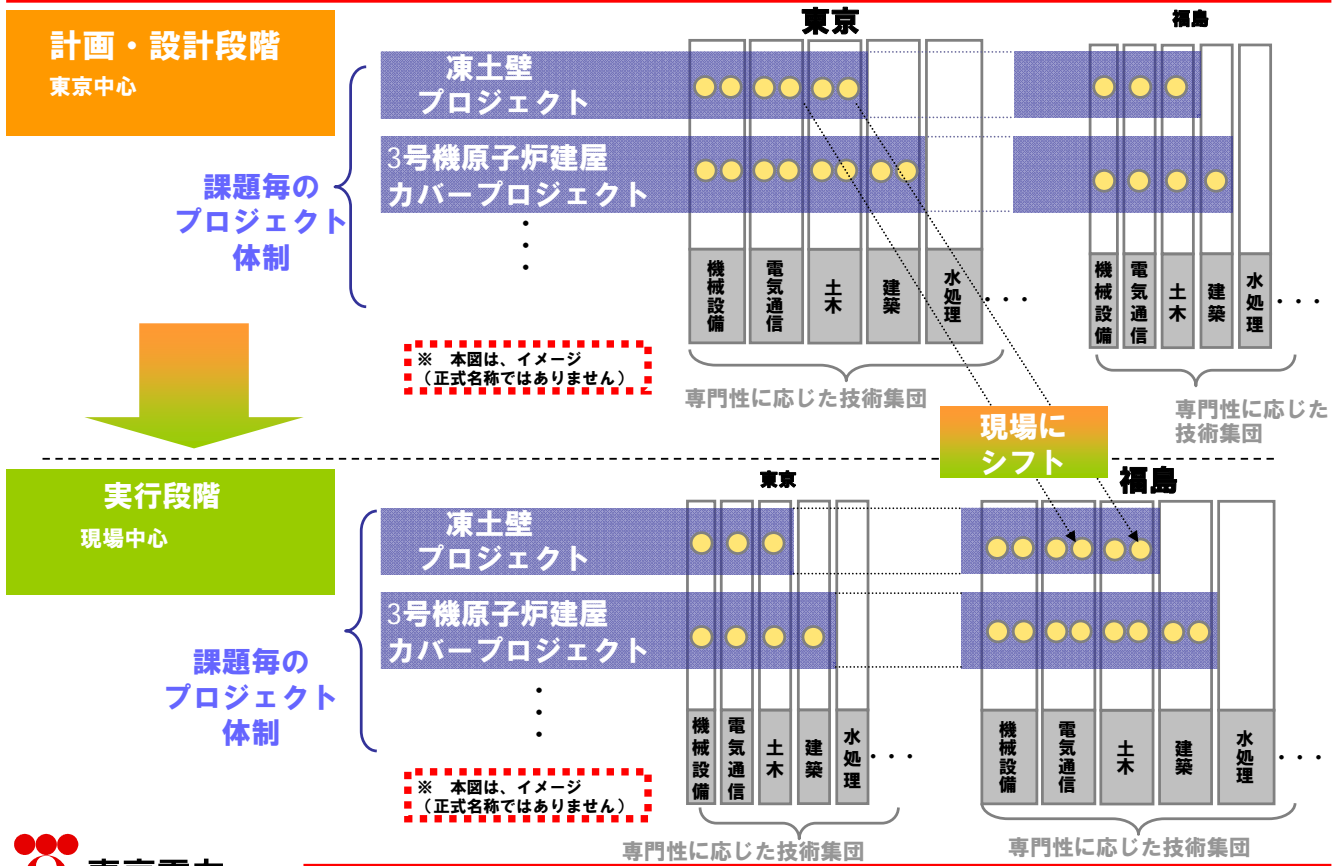 東京
福島
計画・設計段階
東京中心
凍土壁
プロジェクト
3号機原子炉建屋
カバープロジェクト
・
・
・
課題毎の
プロジェクト
体制
機械設備
電気通信
土木
建築
水処理
・・・
機械設備
電気通信
土木
建築
水処理
・・・
※ 本図は、イメージ
（正式名称ではありません）
専門性に応じた技術集団
専門性に応じた
技術集団
現場に
シフト
実行段階
現場中心
東京
福島
凍土壁
プロジェクト
3号機原子炉建屋
カバープロジェクト
・
・
・
課題毎の
プロジェクト
体制
機械設備
電気通信
土木
建築
水処理
・・・
機械設備
電気通信
土木
建築
水処理
・・・
※ 本図は、イメージ
（正式名称ではありません）
専門性に応じた技術集団
専門性に応じた技術集団
東京電力